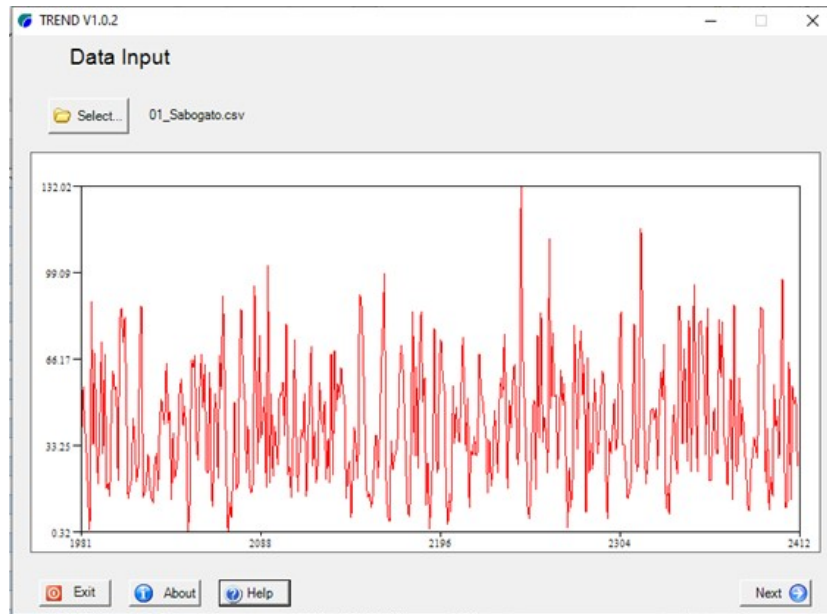 TREND V1.0.2
Data Input
Select...
01_Sabogato.csv
132.02
99.09
66.17
33.25
0.32
1981 2088 2196 2304 2412
Exit About Help Next